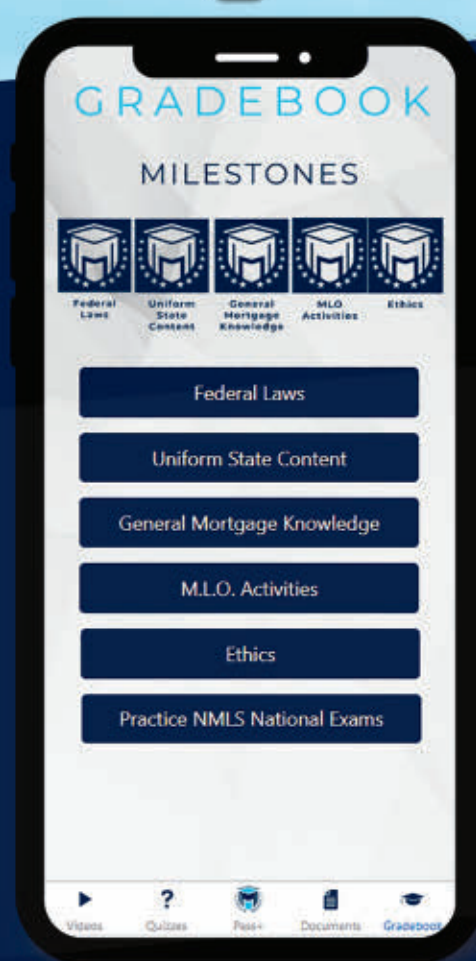 GRADEBOOK
MILESTONES
Federal Laws
Uniform State Content
General Mortgage Knowledge
MLO Activities
Ethics
Federal Laws
Uniform State Content
General Mortgage Knowledge
M.L.O. Activities
Ethics
Practice NMLS National Exams
Videos
Quizzes
Pass+
Documents
Gradebook